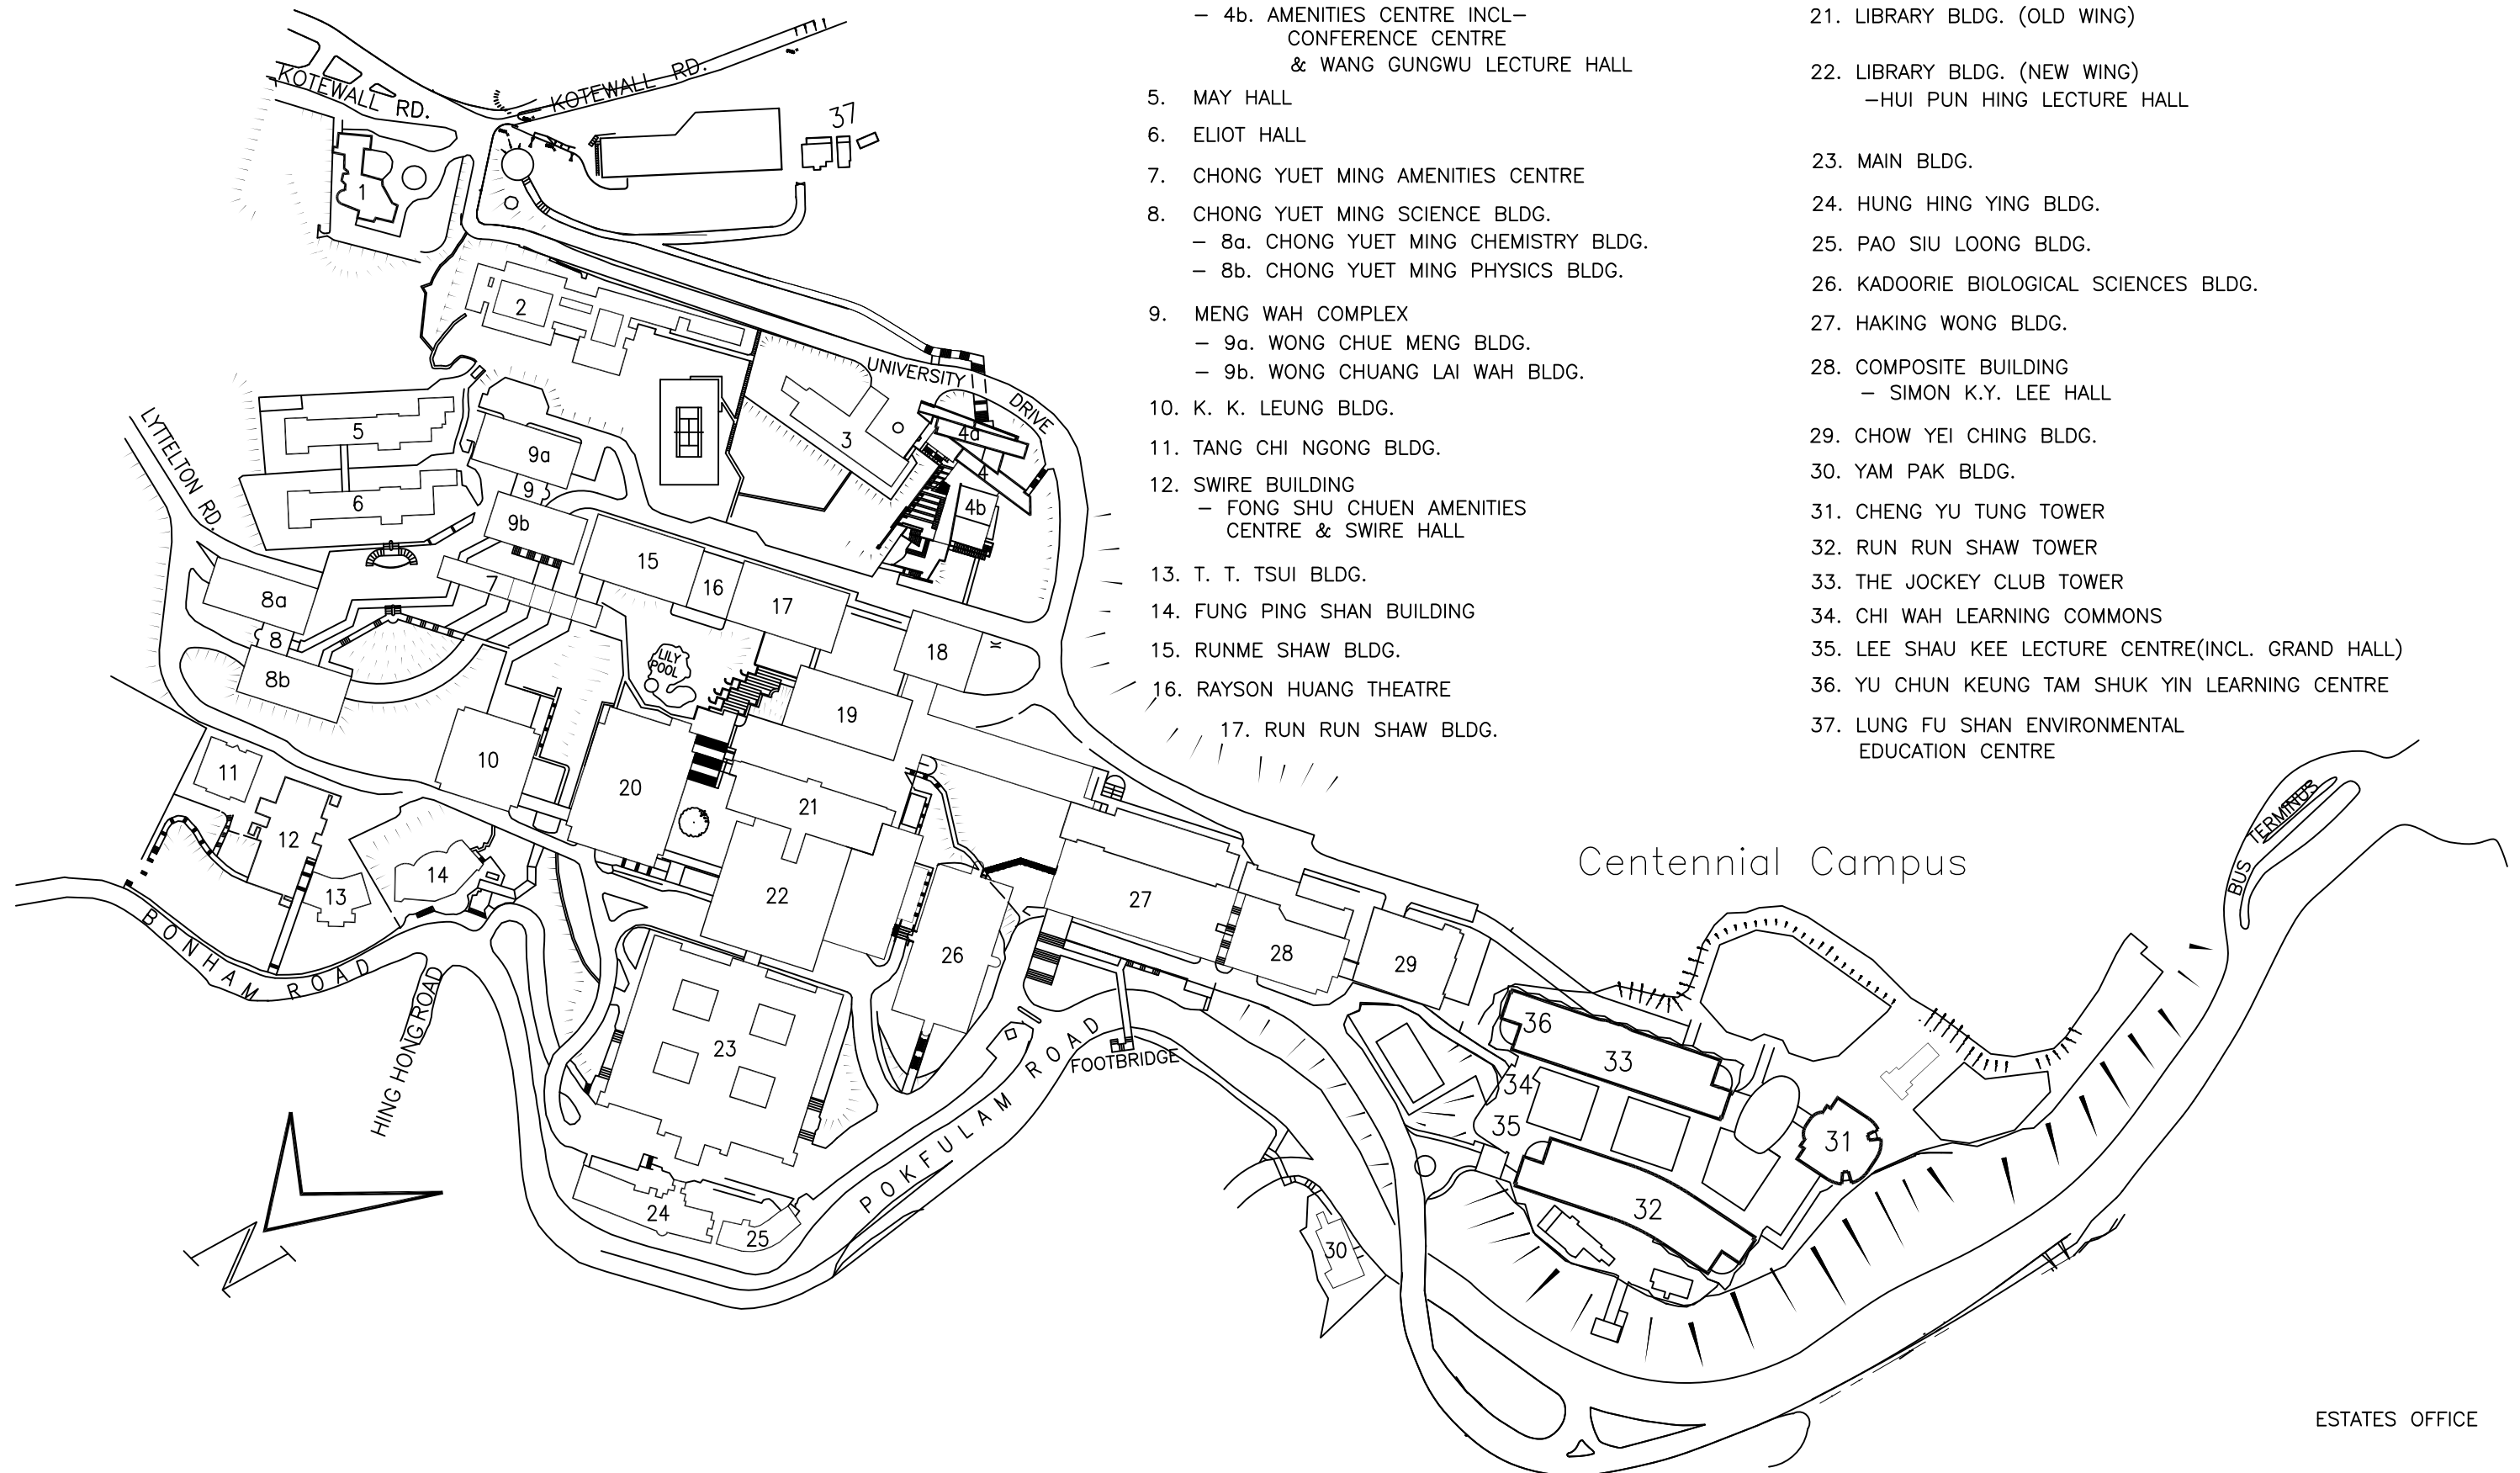 – 4b. AMENITIES CENTRE INCL–
CONFERENCE CENTRE
& WANG GUNGWU LECTURE HALL
5. MAY HALL
6. ELIOT HALL
7. CHONG YUET MING AMENITIES CENTRE
8. CHONG YUET MING SCIENCE BLDG.
– 8a. CHONG YUET MING CHEMISTRY BLDG.
– 8b. CHONG YUET MING PHYSICS BLDG.
9. MENG WAH COMPLEX
– 9a. WONG CHUE MENG BLDG.
– 9b. WONG CHUANG LAI WAH BLDG.
10. K. K. LEUNG BLDG.
11. TANG CHI NGONG BLDG.
12. SWIRE BUILDING
– FONG SHU CHUEN AMENITIES
CENTRE & SWIRE HALL
13. T. T. TSUI BLDG.
14. FUNG PING SHAN BUILDING
15. RUNME SHAW BLDG.
16. RAYSON HUANG THEATRE
17. RUN RUN SHAW BLDG.
21. LIBRARY BLDG. (OLD WING)
22. LIBRARY BLDG. (NEW WING)
–HUI PUN HING LECTURE HALL
23. MAIN BLDG.
24. HUNG HING YING BLDG.
25. PAO SIU LOONG BLDG.
26. KADOORIE BIOLOGICAL SCIENCES BLDG.
27. HAKING WONG BLDG.
28. COMPOSITE BUILDING
– SIMON K.Y. LEE HALL
29. CHOW YEI CHING BLDG.
30. YAM PAK BLDG.
31. CHENG YU TUNG TOWER
32. RUN RUN SHAW TOWER
33. THE JOCKEY CLUB TOWER
34. CHI WAH LEARNING COMMONS
35. LEE SHAU KEE LECTURE CENTRE(INCL. GRAND HALL)
36. YU CHUN KEUNG TAM SHUK YIN LEARNING CENTRE
37. LUNG FU SHAN ENVIRONMENTAL
EDUCATION CENTRE
KOTEWALL RD.
KOTEWALL RD.
37
1
2
UNIVERSITY
DRIVE
3
4a
4
4b
5
6
9a
9
9b
LYTTELTON RD.
7
8a
8
8b
15
16
17
18
LILY
POOL
19
10
20
21
22
11
12
13
14
BONHAM ROAD
HING HONG ROAD
23
24
25
26
27
28
29
POKFULAM ROAD
FOOTBRIDGE
30
Centennial Campus
BUS TERMINUS
36
33
34
35
31
32
N
ESTATES OFFICE